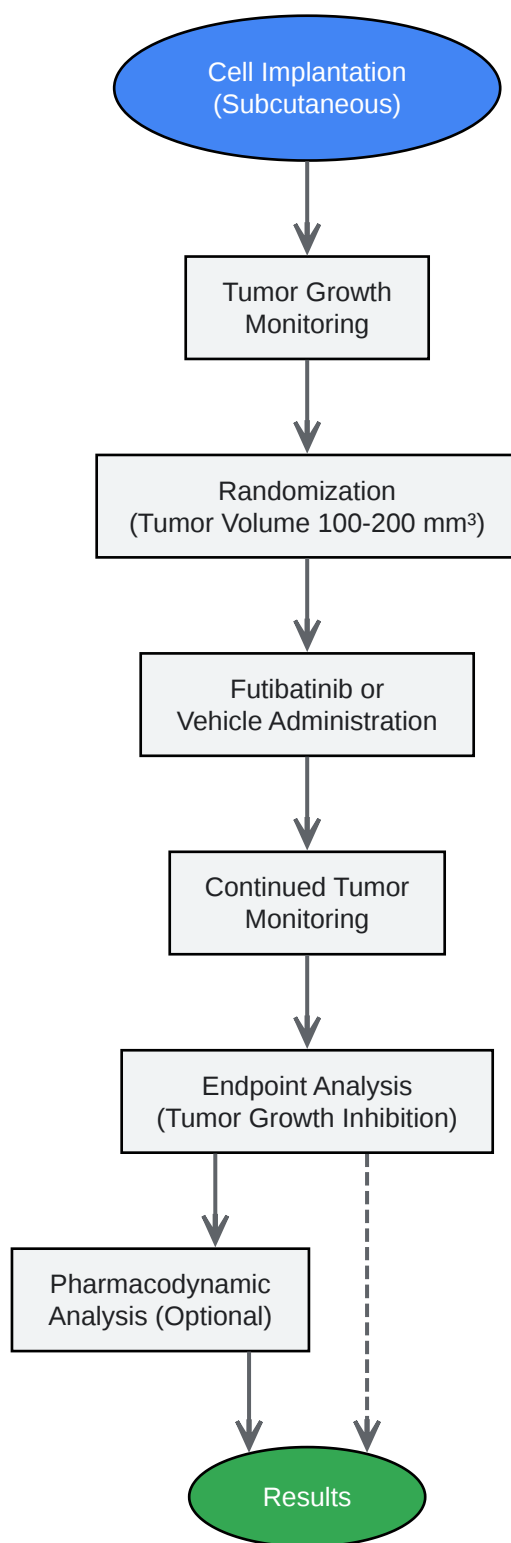 Cell Implantation
(Subcutaneous)
Tumor Growth
Monitoring
Randomization
(Tumor Volume 100-200 mm³)
Futibatinib or
Vehicle Administration
Continued Tumor
Monitoring
Endpoint Analysis
(Tumor Growth Inhibition)
Pharmacodynamic
Analysis (Optional)
Results